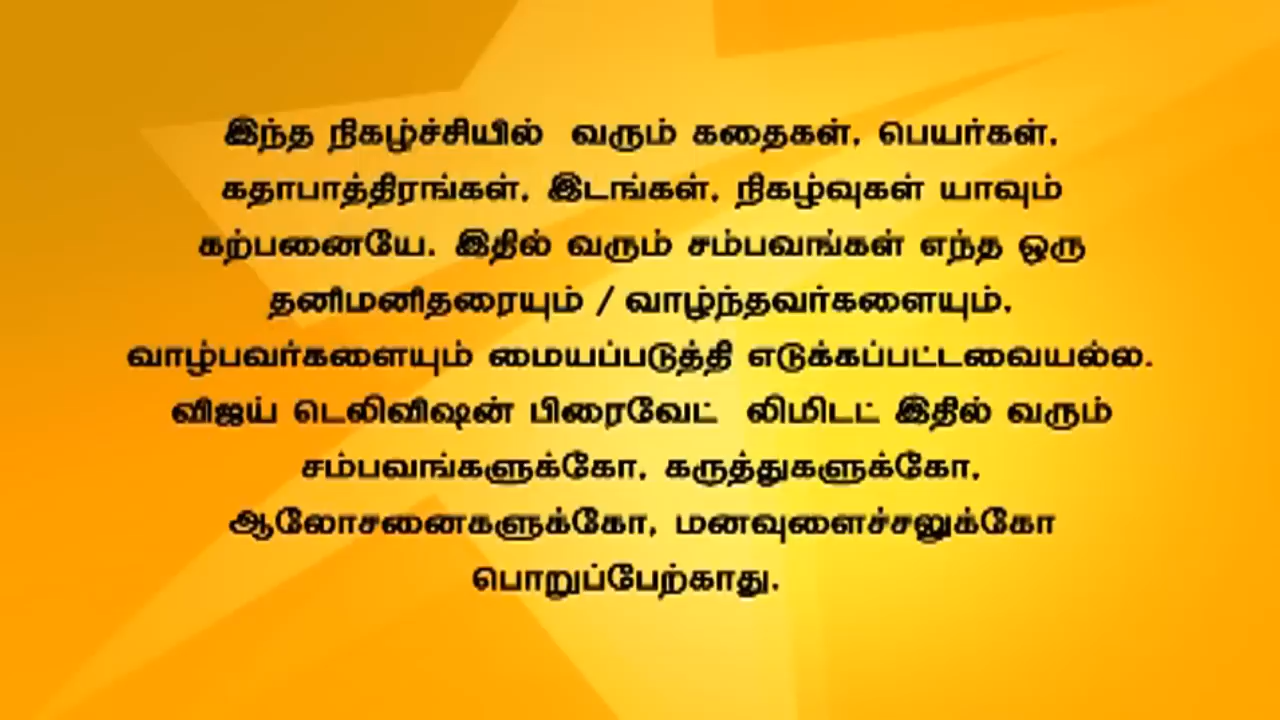 இந்த நிகழ்ச்சியில் வரும் கதைகள், பெயர்கள்,
கதாபாத்திரங்கள், இடங்கள், நிகழ்வுகள் யாவும்
கற்பனையே. இதில் வரும் சம்பவங்கள் எந்த ஒரு
தனிமனிதரையும் / வாழ்ந்தவர்களையும்,
வாழ்பவர்களையும் மையப்படுத்தி எடுக்கப்பட்டவையல்ல.
விஜய் டெலிவிஷன் பிரைவேட் லிமிடட் இதில் வரும்
சம்பவங்களுக்கோ, கருத்துகளுக்கோ,
ஆலோசனைகளுக்கோ, மனவுளைச்சலுக்கோ
பொறுப்பேற்காது.